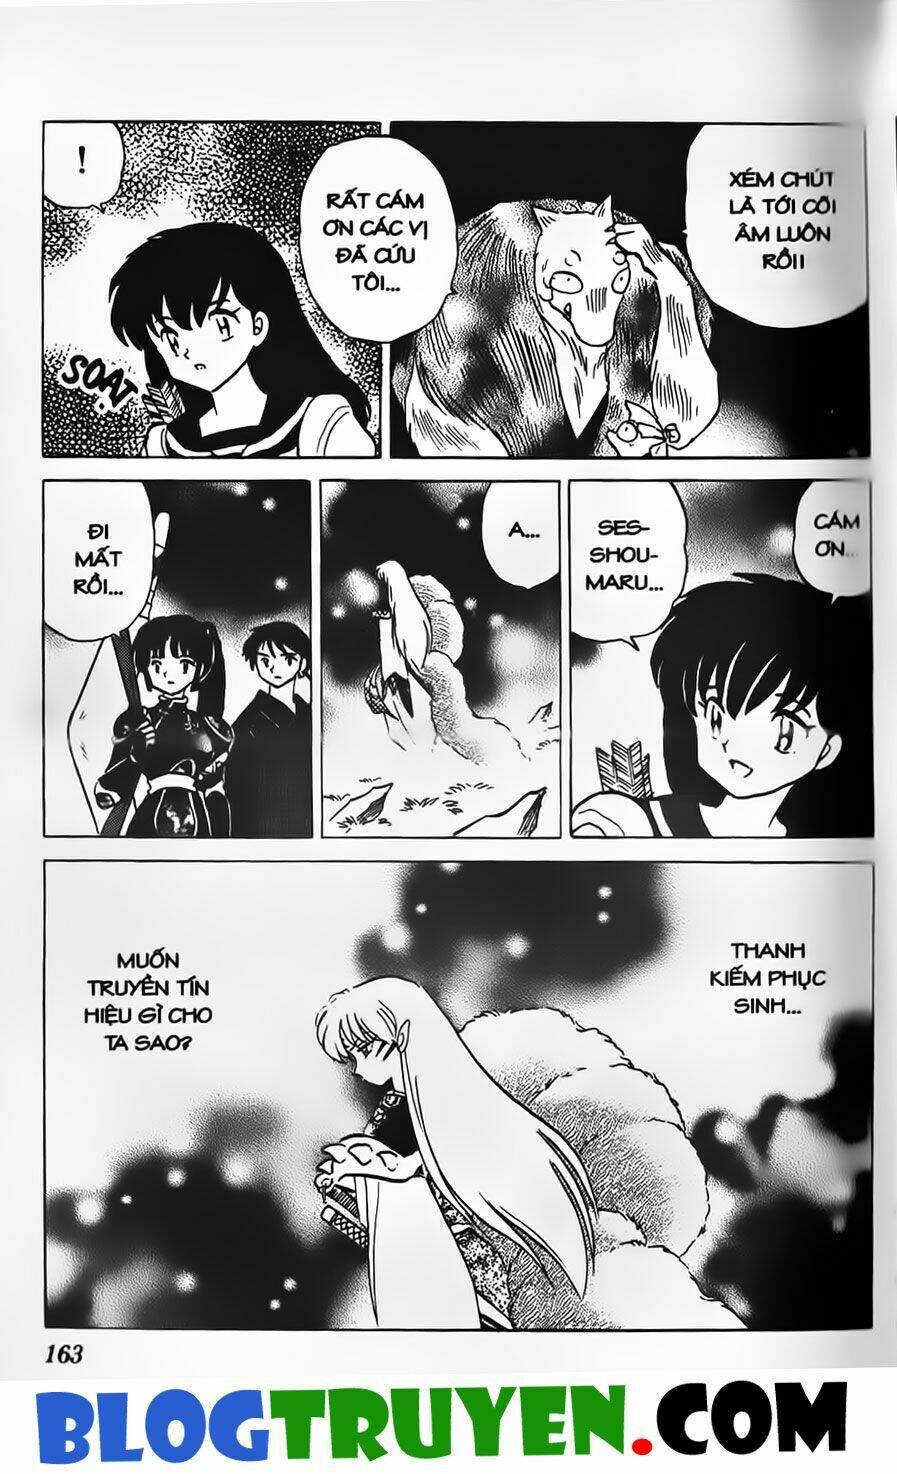 XÉM CHÚT
LÀ TỚI CÕI
ÂM LUÔN
RỒI!
RẤT CÁM
ƠN CÁC VỊ
ĐÃ CỨU
TÔI...
!
SOẠT
CÁM
ƠN...
SES-
SHOU-
MARU...
A...
ĐI
MẤT
RỒI...
THANH
KIẾM PHỤC
SINH...
MUỐN
TRUYỀN TÍN
HIỆU GÌ CHO
TA SAO?
163
BLOGTRUYEN.COM